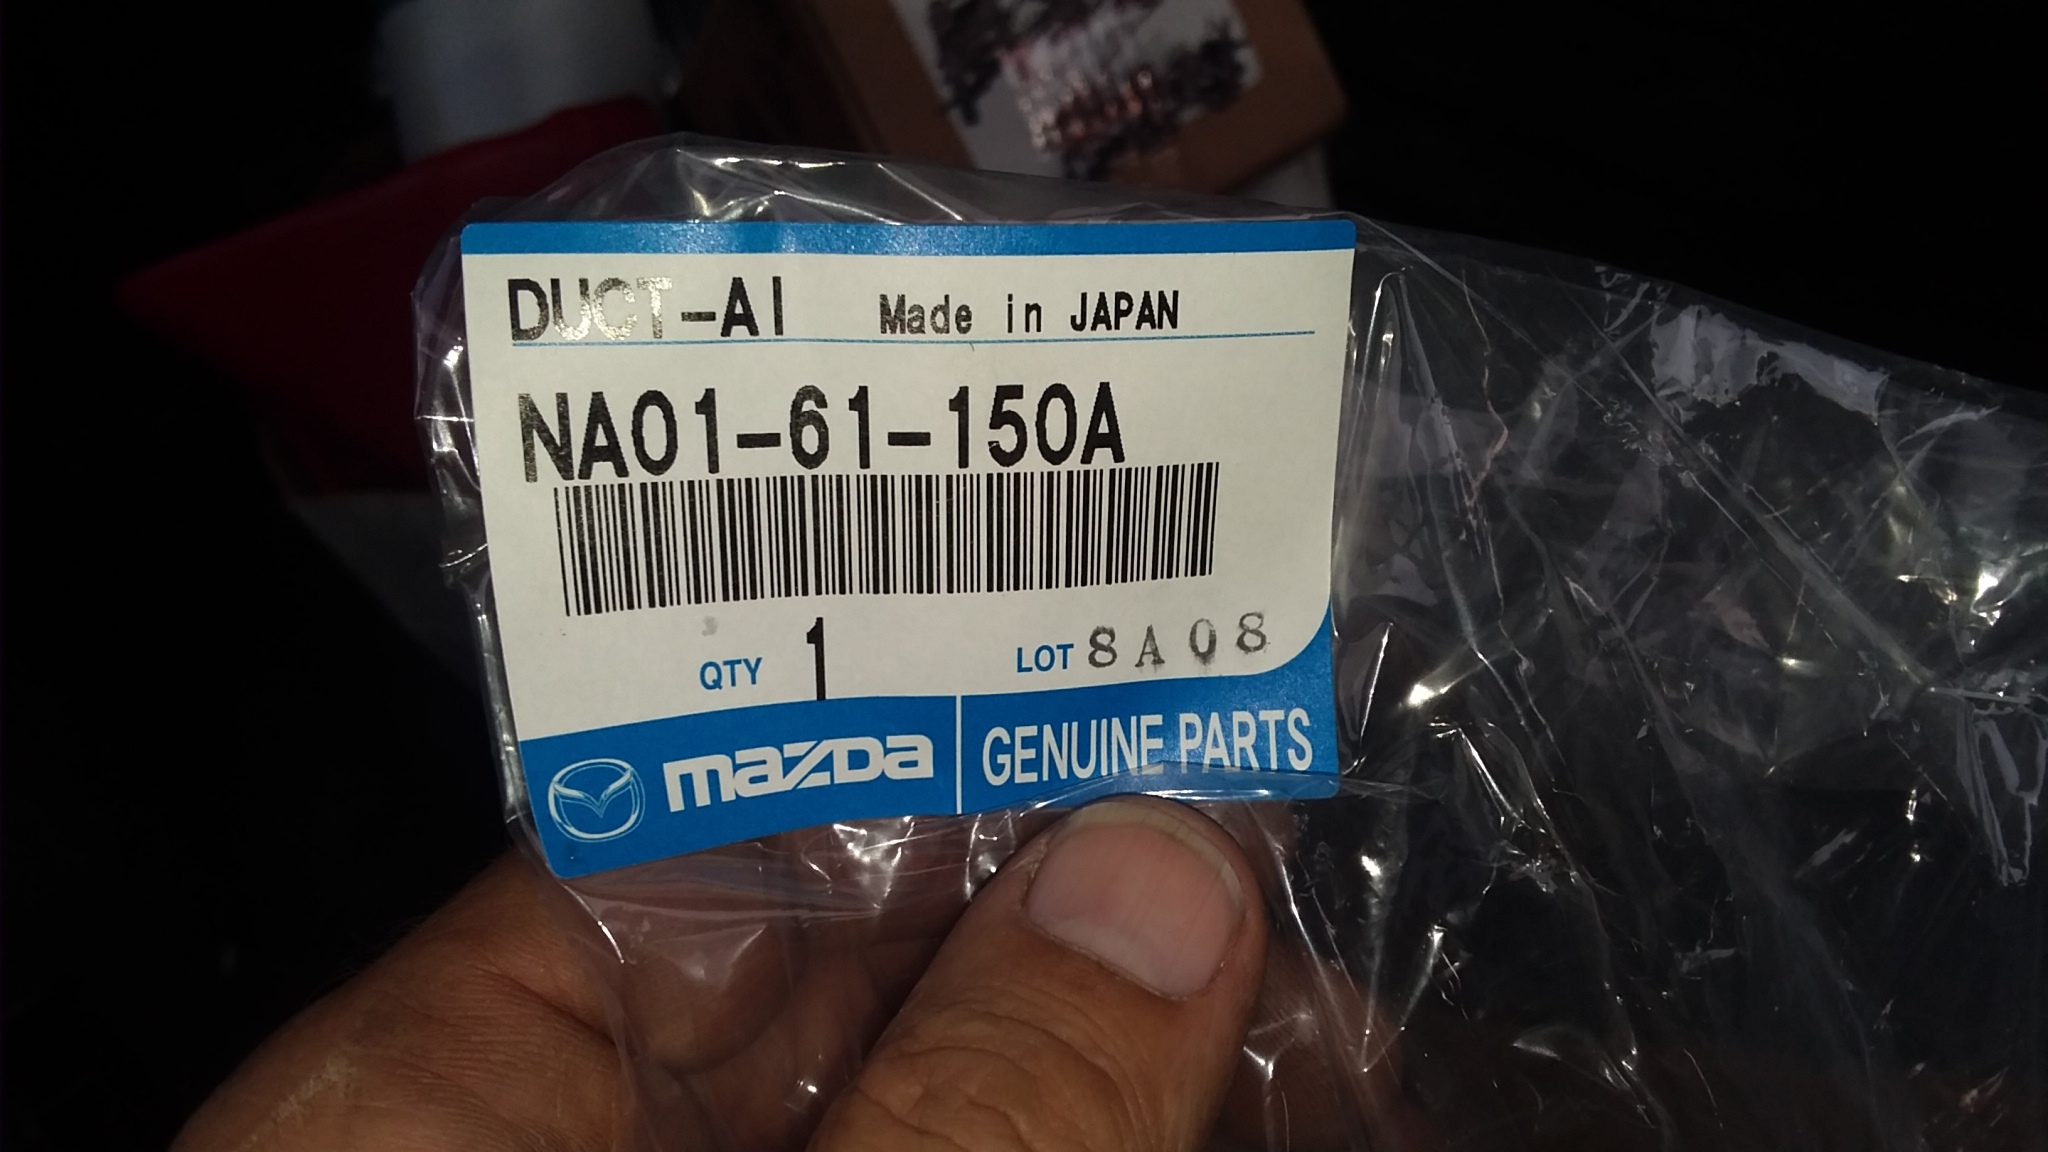 DUCT-AI Made in JAPAN
NA01-61-150A
QTY 1 LOT 8A08
mazda GENUINE PARTS